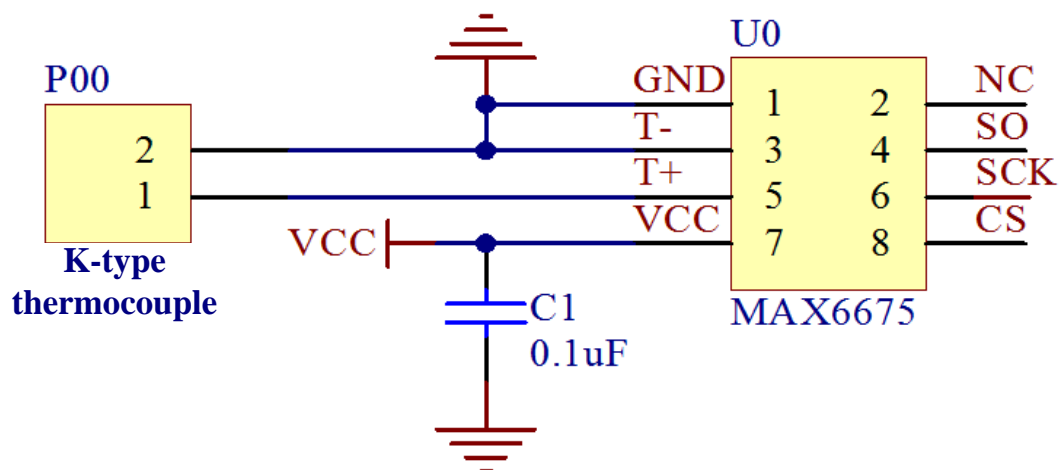 U0
P00
GND
1
2
NC
T-
3
4
SO
2
T+
5
6
SCK
1
VCC
VCC
7
8
CS
K-type
thermocouple
C1
0.1uF
MAX6675